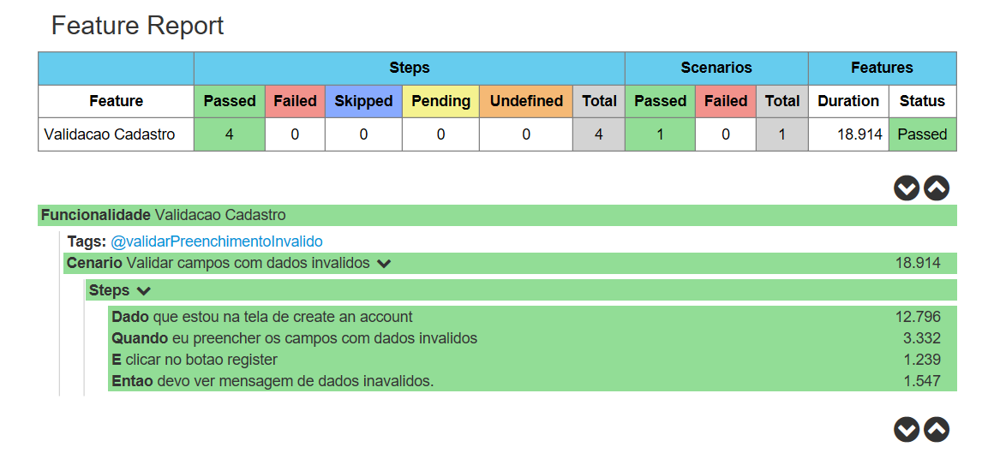 Feature Report
Steps Scenarios Features
Feature Passed Failed Skipped Pending Undefined Total Passed Failed Total Duration Status
Validacao Cadastro 4 0 0 0 0 4 1 0 1 18.914 Passed
Funcionalidade Validacao Cadastro
Tags: @validarPreenchimentoInvalido
Cenario Validar campos com dados invalidos 18.914
Steps
Dado que estou na tela de create an account 12.796
Quando eu preencher os campos com dados invalidos 3.332
E clicar no botao register 1.239
Entao devo ver mensagem de dados inavalidos. 1.547